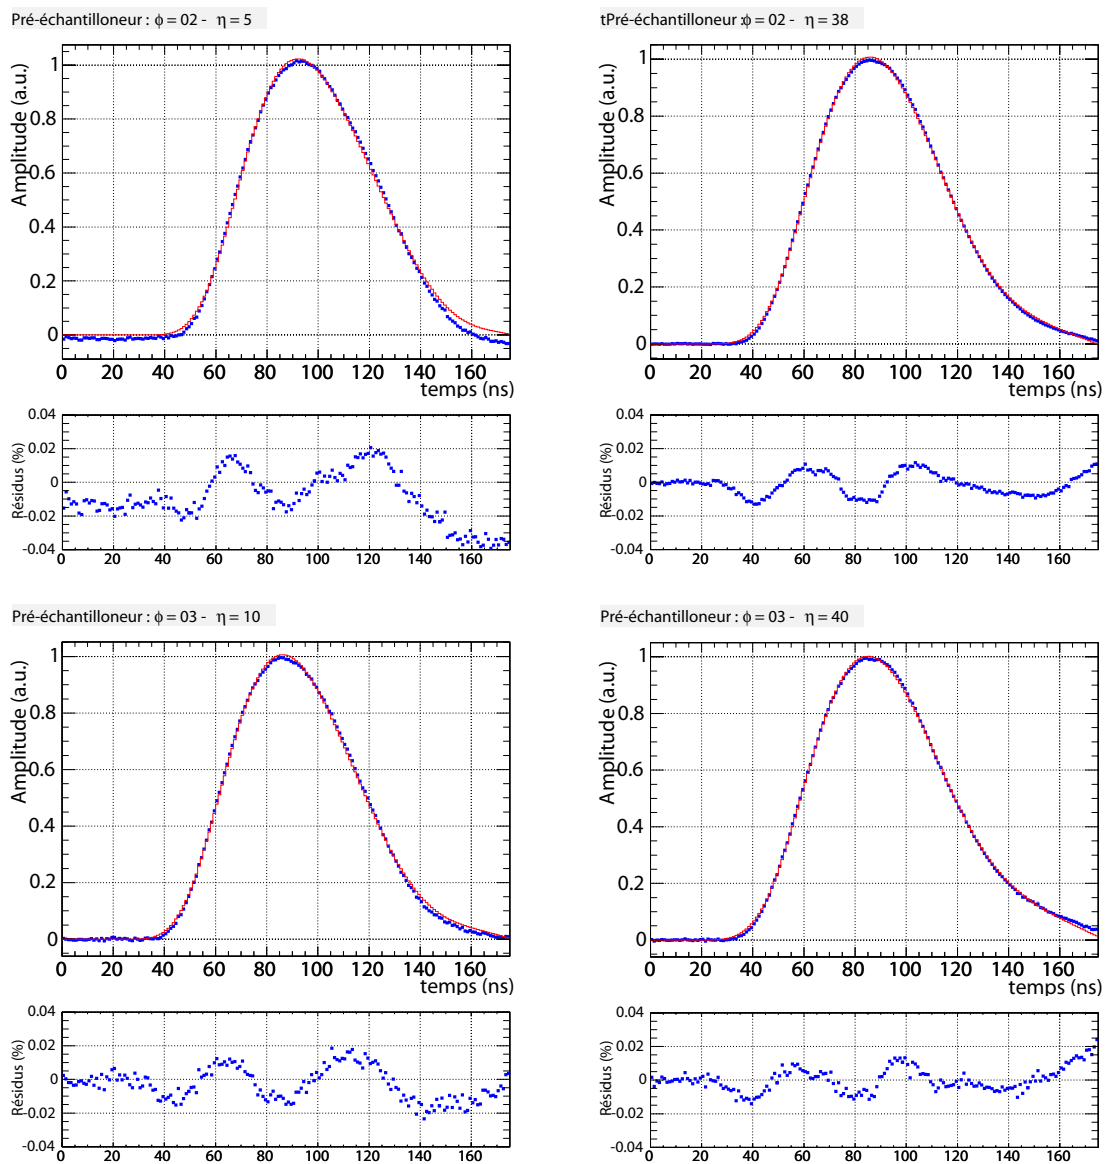 Pré-échantilloneur : ϕ = 02 - η = 5
Amplitude (a.u.)
1
0.8
0.6
0.4
0.2
0
0 20 40 60 80 100 120 140 160
temps (ns)
Résidus (%)
0.04
0.02
0
-0.02
-0.04
0 20 40 60 80 100 120 140 160
tPré-échantilloneur : ϕ = 02 - η = 38
Amplitude (a.u.)
1
0.8
0.6
0.4
0.2
0
0 20 40 60 80 100 120 140 160
temps (ns)
Résidus (%)
0.04
0.02
0
-0.02
-0.04
0 20 40 60 80 100 120 140 160
Pré-échantilloneur : ϕ = 03 - η = 10
Amplitude (a.u.)
1
0.8
0.6
0.4
0.2
0
0 20 40 60 80 100 120 140 160
temps (ns)
Résidus (%)
0.04
0.02
0
-0.02
-0.04
0 20 40 60 80 100 120 140 160
Pré-échantilloneur : ϕ = 03 - η = 40
Amplitude (a.u.)
1
0.8
0.6
0.4
0.2
0
0 20 40 60 80 100 120 140 160
temps (ns)
Résidus (%)
0.04
0.02
0
-0.02
-0.04
0 20 40 60 80 100 120 140 160